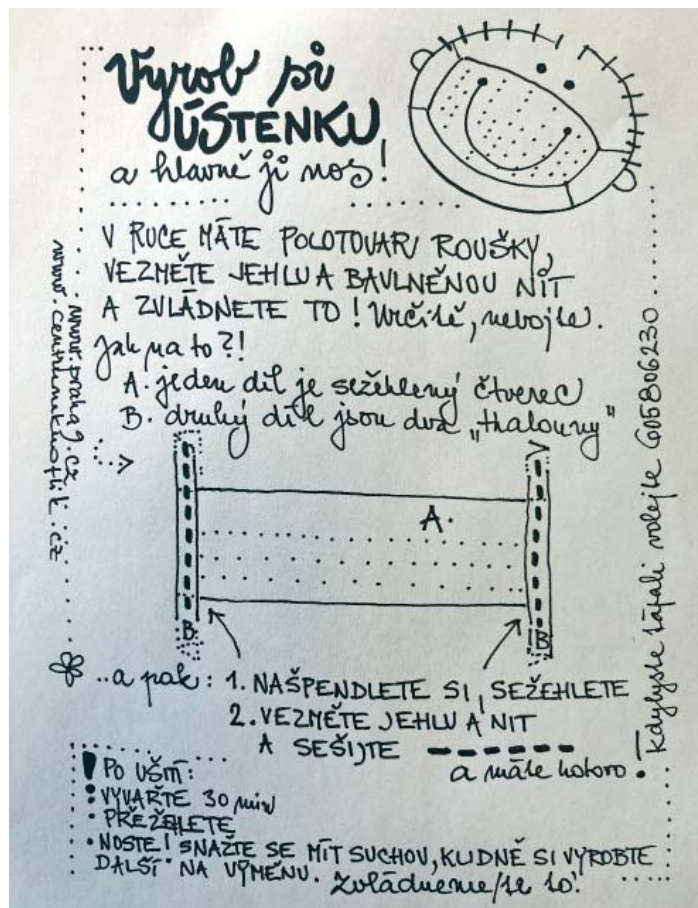 Vyrob si
ÚSTENKU
a hlavně ji nos!
V RUCE MÁTE POLOTOVAR ROUŠKY,
VEZMĚTE JEHLU A BAVLNĚNOU NIT
A ZVLÁDNETE TO! Určitě, nebojte.
Jak na to?!
A. jeden díl je sežehlený čtverec
B. druhý díl jsou dva „tkalouny"
A.
B
B
..a pak: 1. NAŠPENDLETE SI, SEŽEHLETE
2. VEZMĚTE JEHLU A NIT
A SEŠIJTE
a máte hotovo!
PO UŠITÍ:
VYVAŘTE 30 min
• PŘEŽEHLETE
• NOSTE! SNAŽTE SE MÍT SUCHOU, KLIDNĚ SI VYROBTE
DALŠÍ NA VÝMĚNU. Zvládneme/te to!
www.praha9.cz
www.centrumknoflik.cz
Kdybyste tápali volejte 605806230